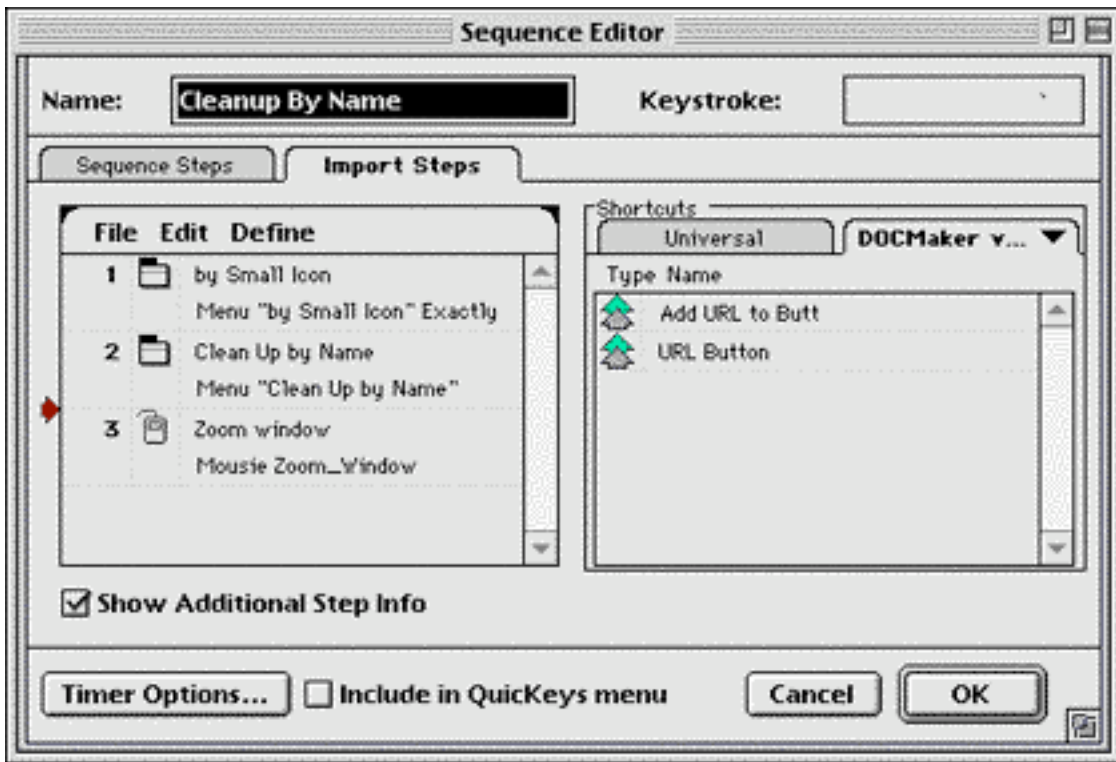 Sequence Editor
Name: Cleanup By Name Keystroke: `
Sequence Steps Import Steps
Shortcuts
File Edit Define
Universal DOCMaker v...
Type Name
1 by Small Icon
Menu "by Small Icon" Exactly
2 Clean Up by Name
Menu "Clean Up by Name"
3 Zoom window
Mousie Zoom_Window
Add URL to Butt
URL Button
Show Additional Step Info
Timer Options... Include in QuicKeys menu Cancel OK